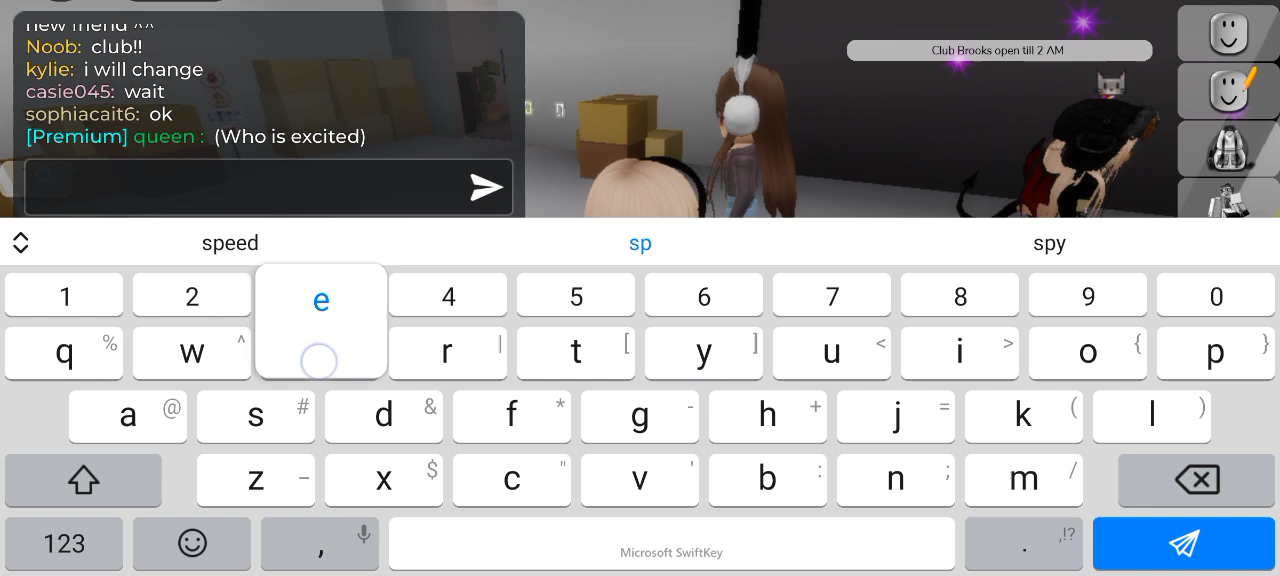 new friend ^^
Noob: club!!
kylie: i will change
casie045: wait
sophiacait6: ok
[Premium] queen : (Who is excited)
Club Brooks open till 2 AM
speed sp spy
1 2 e 4 5 6 7 8 9 0
q % w ^ r | t [ y ] u < i > o { p }
a @ s # d & f * g - h + j = k ( l )
z _ x $ c " v ' b : n ; m /
123 , Microsoft SwiftKey . ,!?